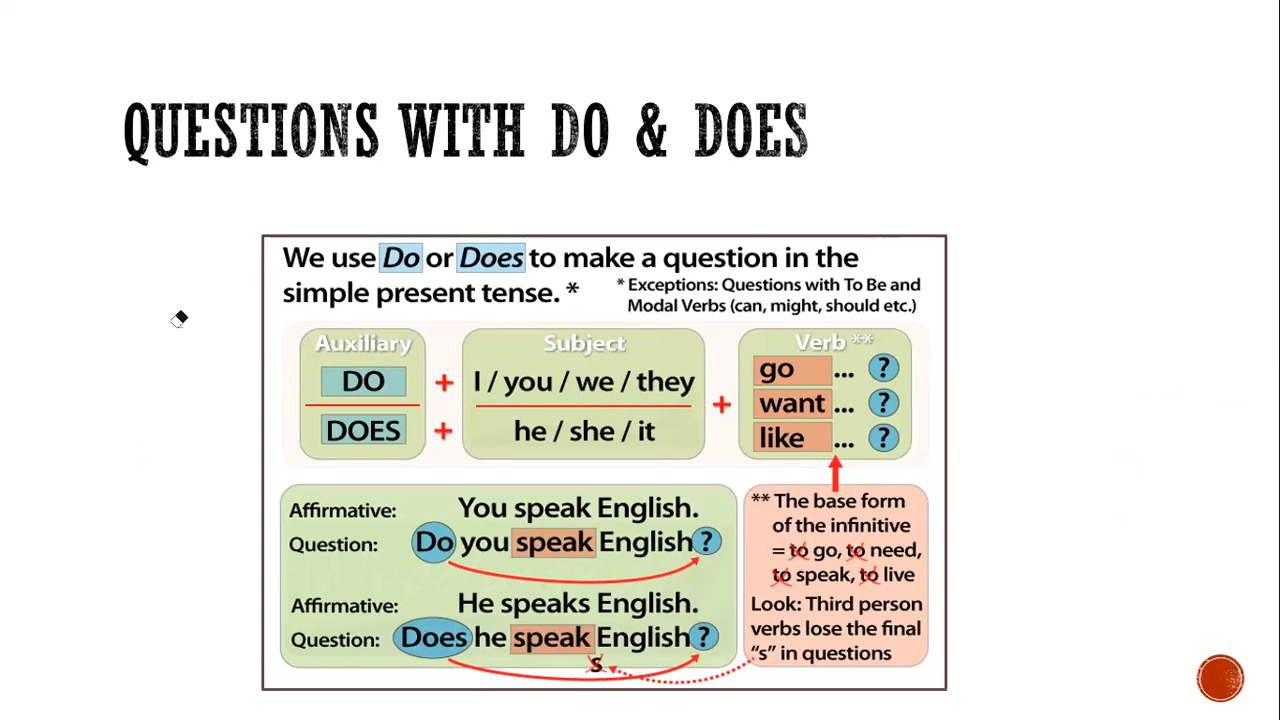 QUESTIONS WITH DO & DOES
We use Do or Does to make a question in the
simple present tense. *
* Exceptions: Questions with To Be and
Modal Verbs (can, might, should etc.)
Auxiliary
Subject
Verb **
DO + I / you / we / they
DOES + he / she / it
+
go ... ?
want ... ?
like ... ?
Affirmative: You speak English.
Question: Do you speak English?
Affirmative: He speaks English.
Question: Does he speak English?
s
** The base form
of the infinitive
= to go, to need,
to speak, to live
Look: Third person
verbs lose the final
“s” in questions